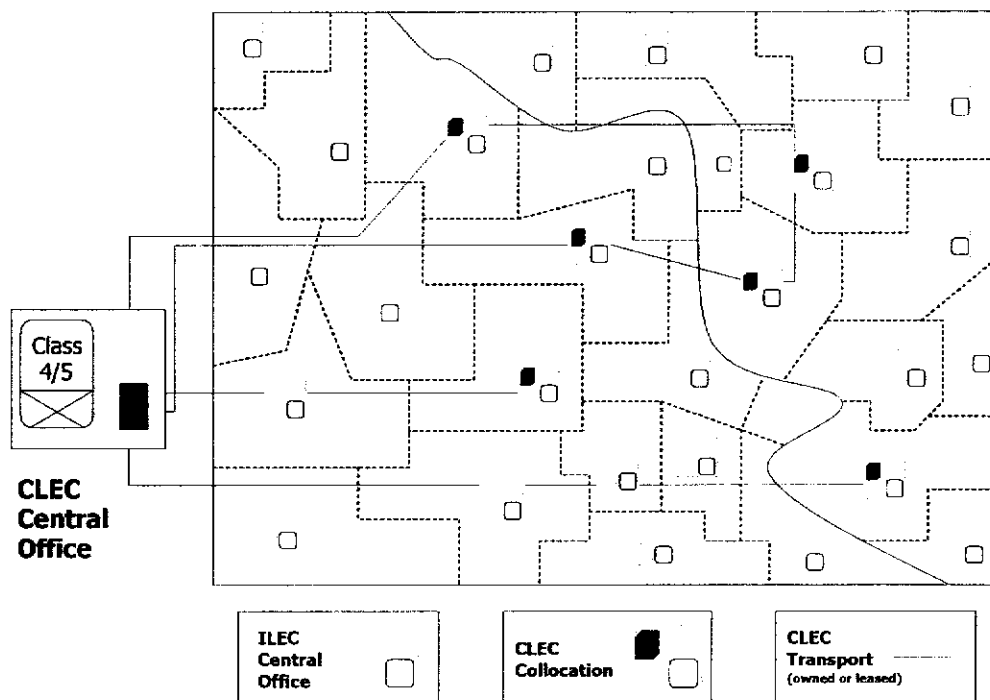 Class
4/5
CLEC
Central
Office
ILEC
Central
Office
CLEC
Collocation
CLEC
Transport
(owned or leased)